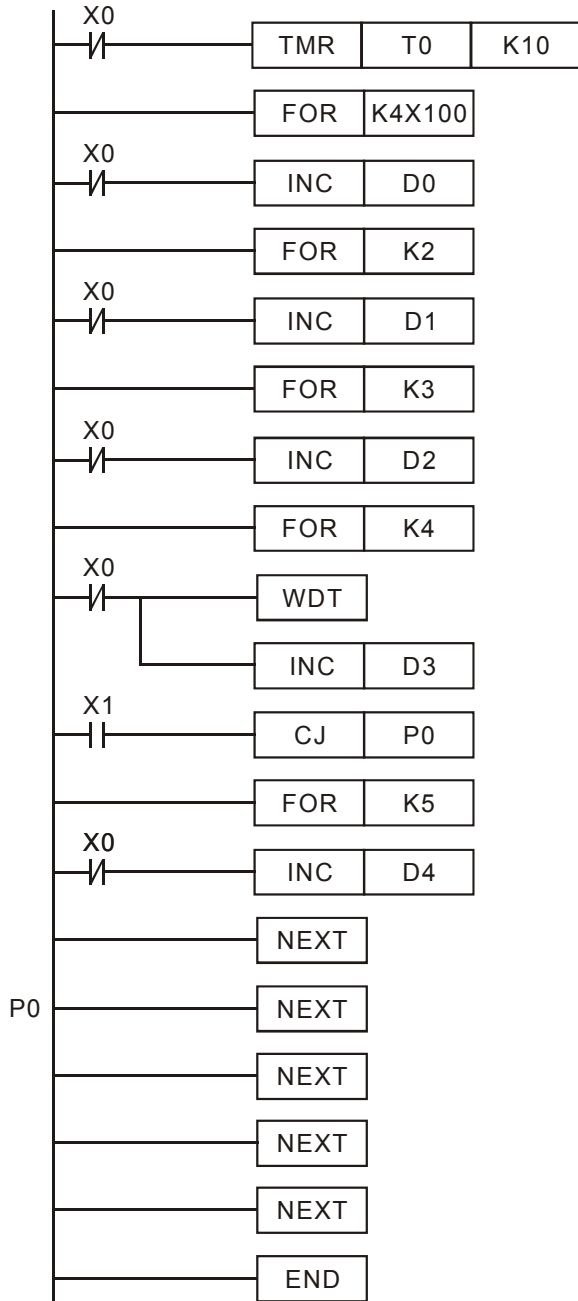 X0
TMR T0 K10
FOR K4X100
X0
INC D0
FOR K2
X0
INC D1
FOR K3
X0
INC D2
FOR K4
X0
WDT
INC D3
X1
CJ P0
FOR K5
X0
INC D4
NEXT
P0 NEXT
NEXT
NEXT
NEXT
END